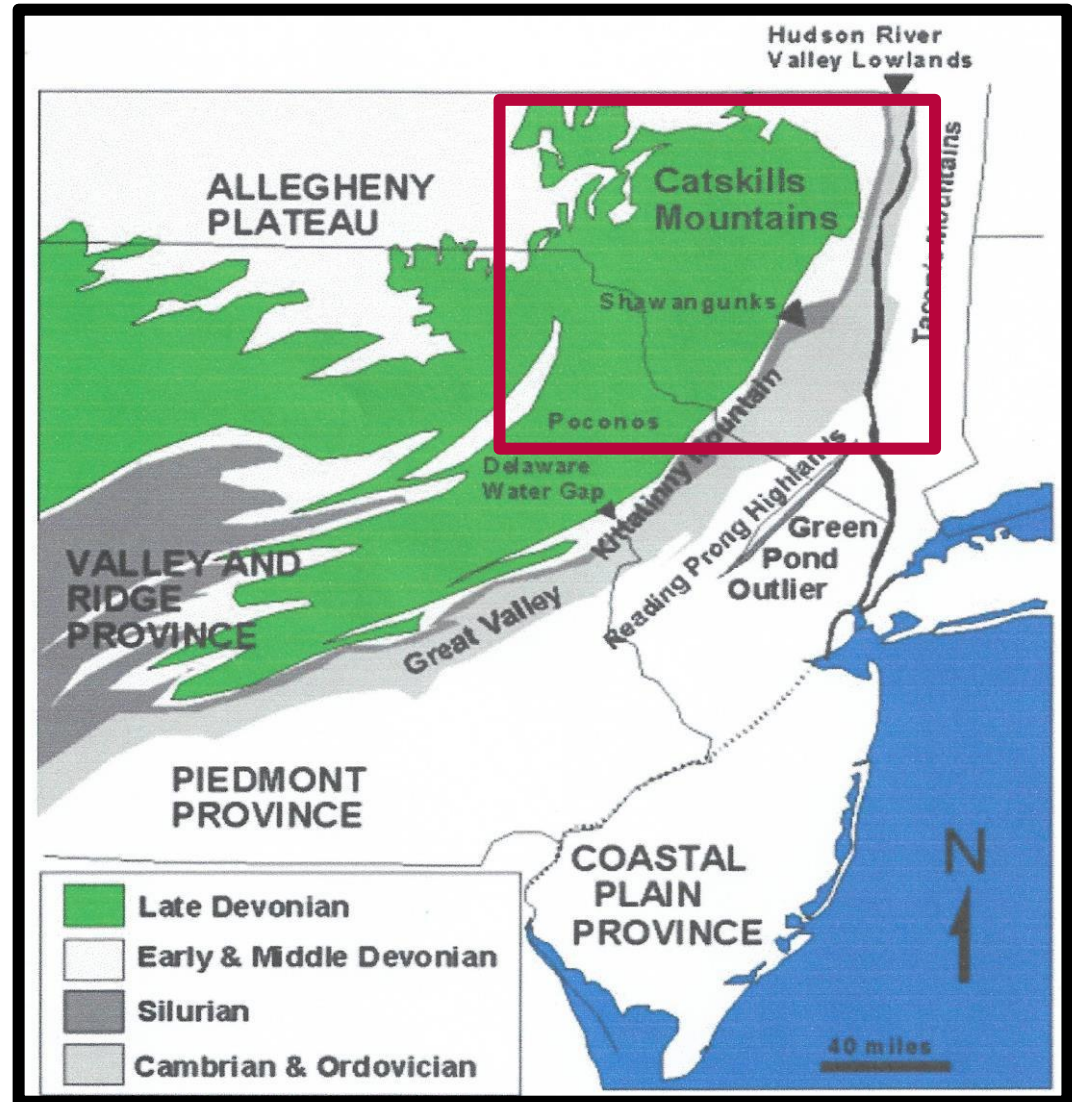 Hudson River
Valley Lowlands
ALLEGHENY
PLATEAU
Catskills
Mountains
Taconic Mountains
Shawangunks
Poconos
Delaware
Water Gap
Kittatinny Mountain
Reading Prong Highlands
Green
Pond
Outlier
VALLEY AND
RIDGE
PROVINCE
Great Valley
PIEDMONT
PROVINCE
COASTAL
PLAIN
PROVINCE
N
40 miles
Late Devonian
Early & Middle Devonian
Silurian
Cambrian & Ordovician